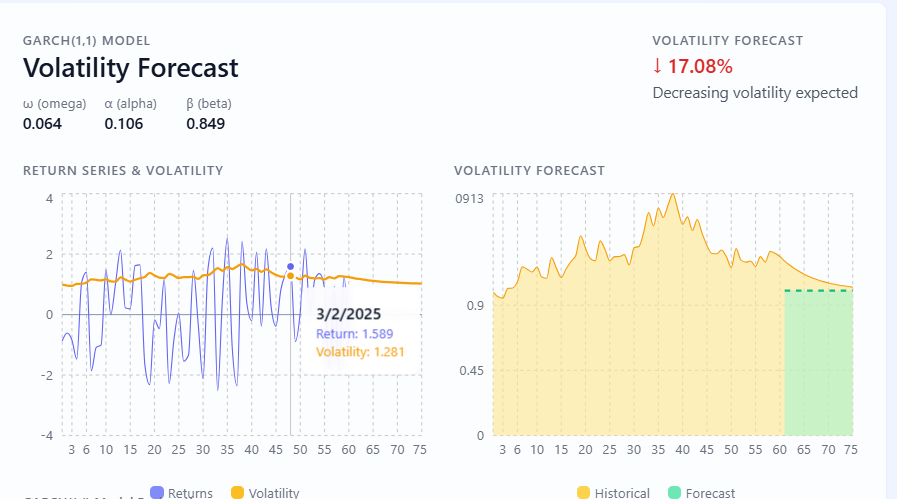 GARCH(1,1) MODEL
Volatility Forecast
ω (omega) α (alpha) β (beta)
0.064 0.106 0.849
VOLATILITY FORECAST
↓ 17.08%
Decreasing volatility expected
RETURN SERIES & VOLATILITY
4
2
0
-2
-4
3 6 10 15 20 25 30 35 40 45 50 55 60 65 70 75
3/2/2025
Return: 1.589
Volatility: 1.281
Returns Volatility
VOLATILITY FORECAST
0913
0.9
0.45
0
3 6 10 15 20 25 30 35 40 45 50 55 60 65 70 75
Historical Forecast